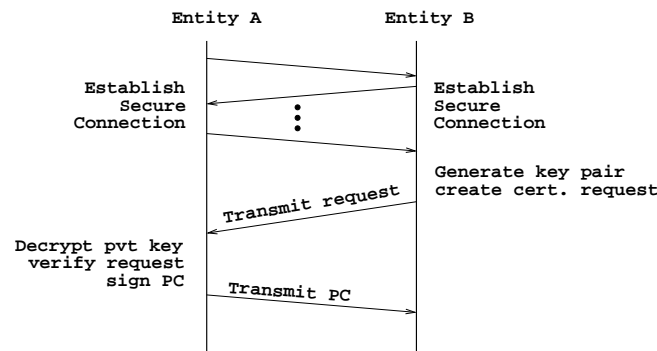 Entity A
Entity B
Establish
Secure
Connection
Establish
Secure
Connection
Generate key pair
create cert. request
Transmit request
Decrypt pvt key
verify request
sign PC
Transmit PC